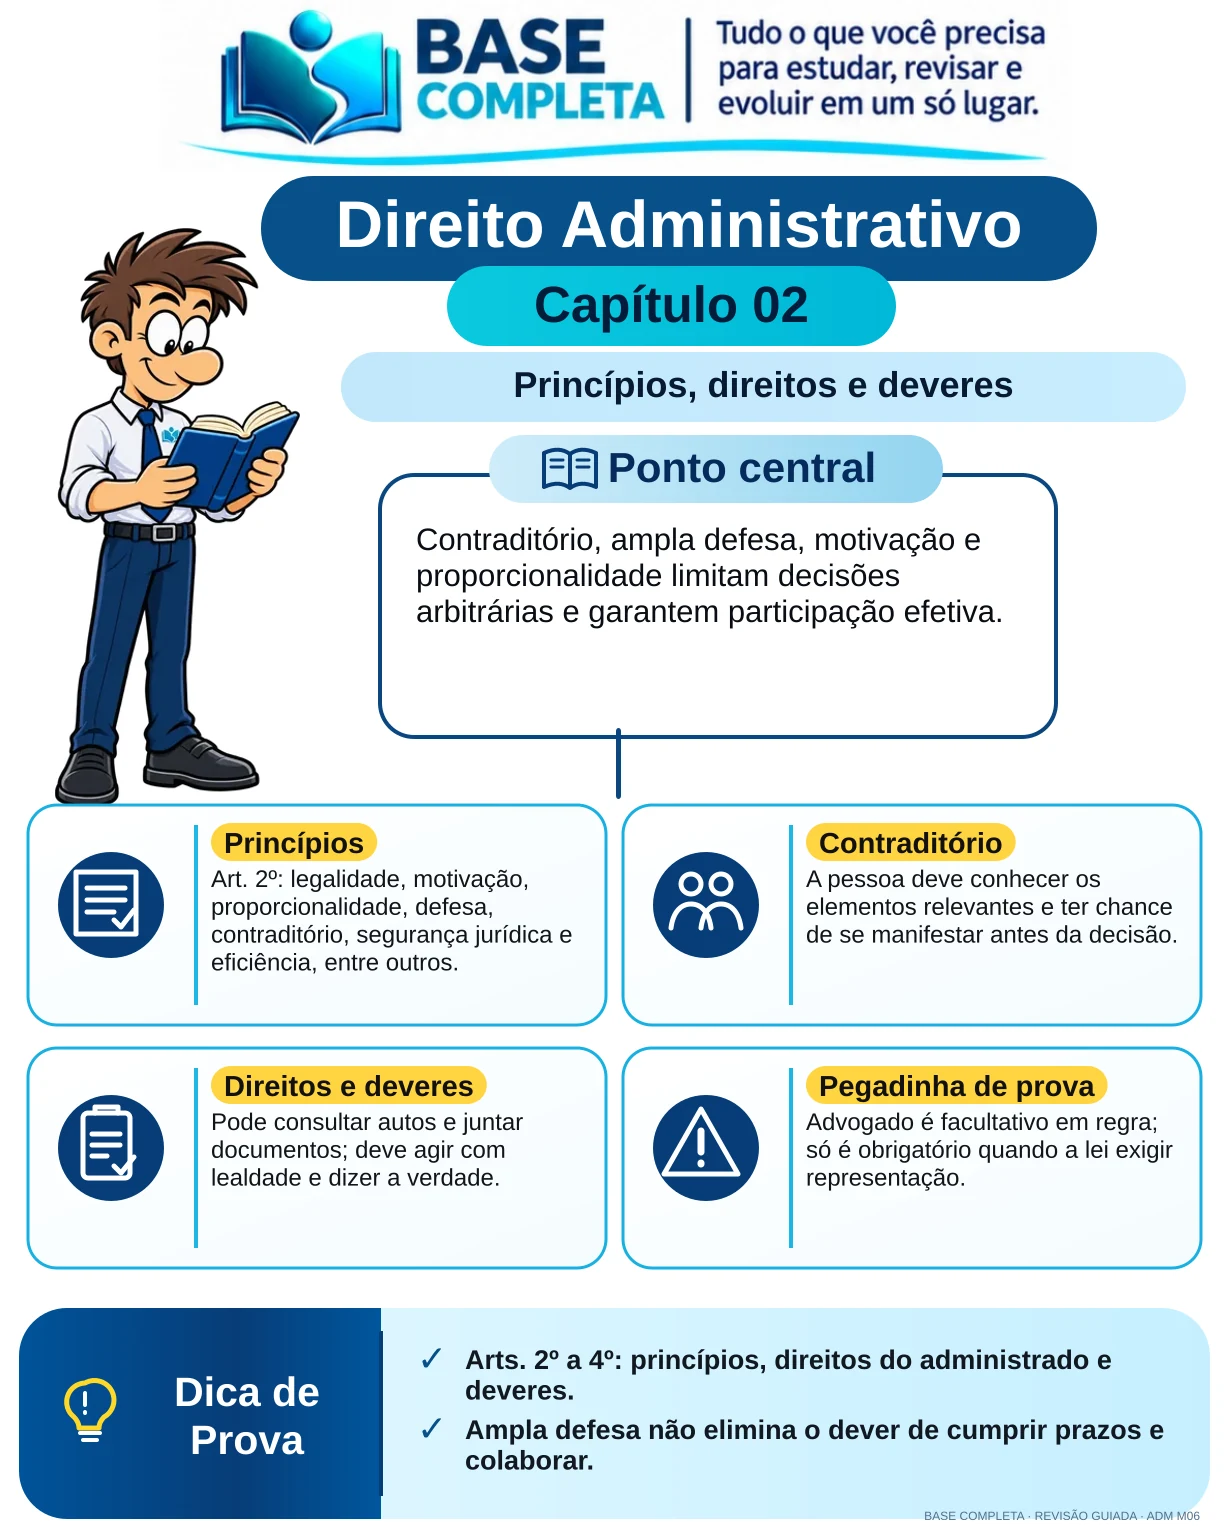 BASE
COMPLETA
Tudo o que você precisa
para estudar, revisar e
evoluir em um só lugar.
Direito Administrativo
Capítulo 02
Princípios, direitos e deveres
Ponto central
Contraditório, ampla defesa, motivação e
proporcionalidade limitam decisões
arbitrárias e garantem participação efetiva.
Princípios
Art. 2º: legalidade, motivação,
proporcionalidade, defesa,
contraditório, segurança jurídica e
eficiência, entre outros.
Contraditório
A pessoa deve conhecer os
elementos relevantes e ter chance
de se manifestar antes da decisão.
Direitos e deveres
Pode consultar autos e juntar
documentos; deve agir com
lealdade e dizer a verdade.
Pegadinha de prova
Advogado é facultativo em regra;
só é obrigatório quando a lei exigir
representação.
Dica de
Prova
✓ Arts. 2º a 4º: princípios, direitos do administrado e
deveres.
✓ Ampla defesa não elimina o dever de cumprir prazos e
colaborar.
BASE COMPLETA · REVISÃO GUIADA · ADM M06